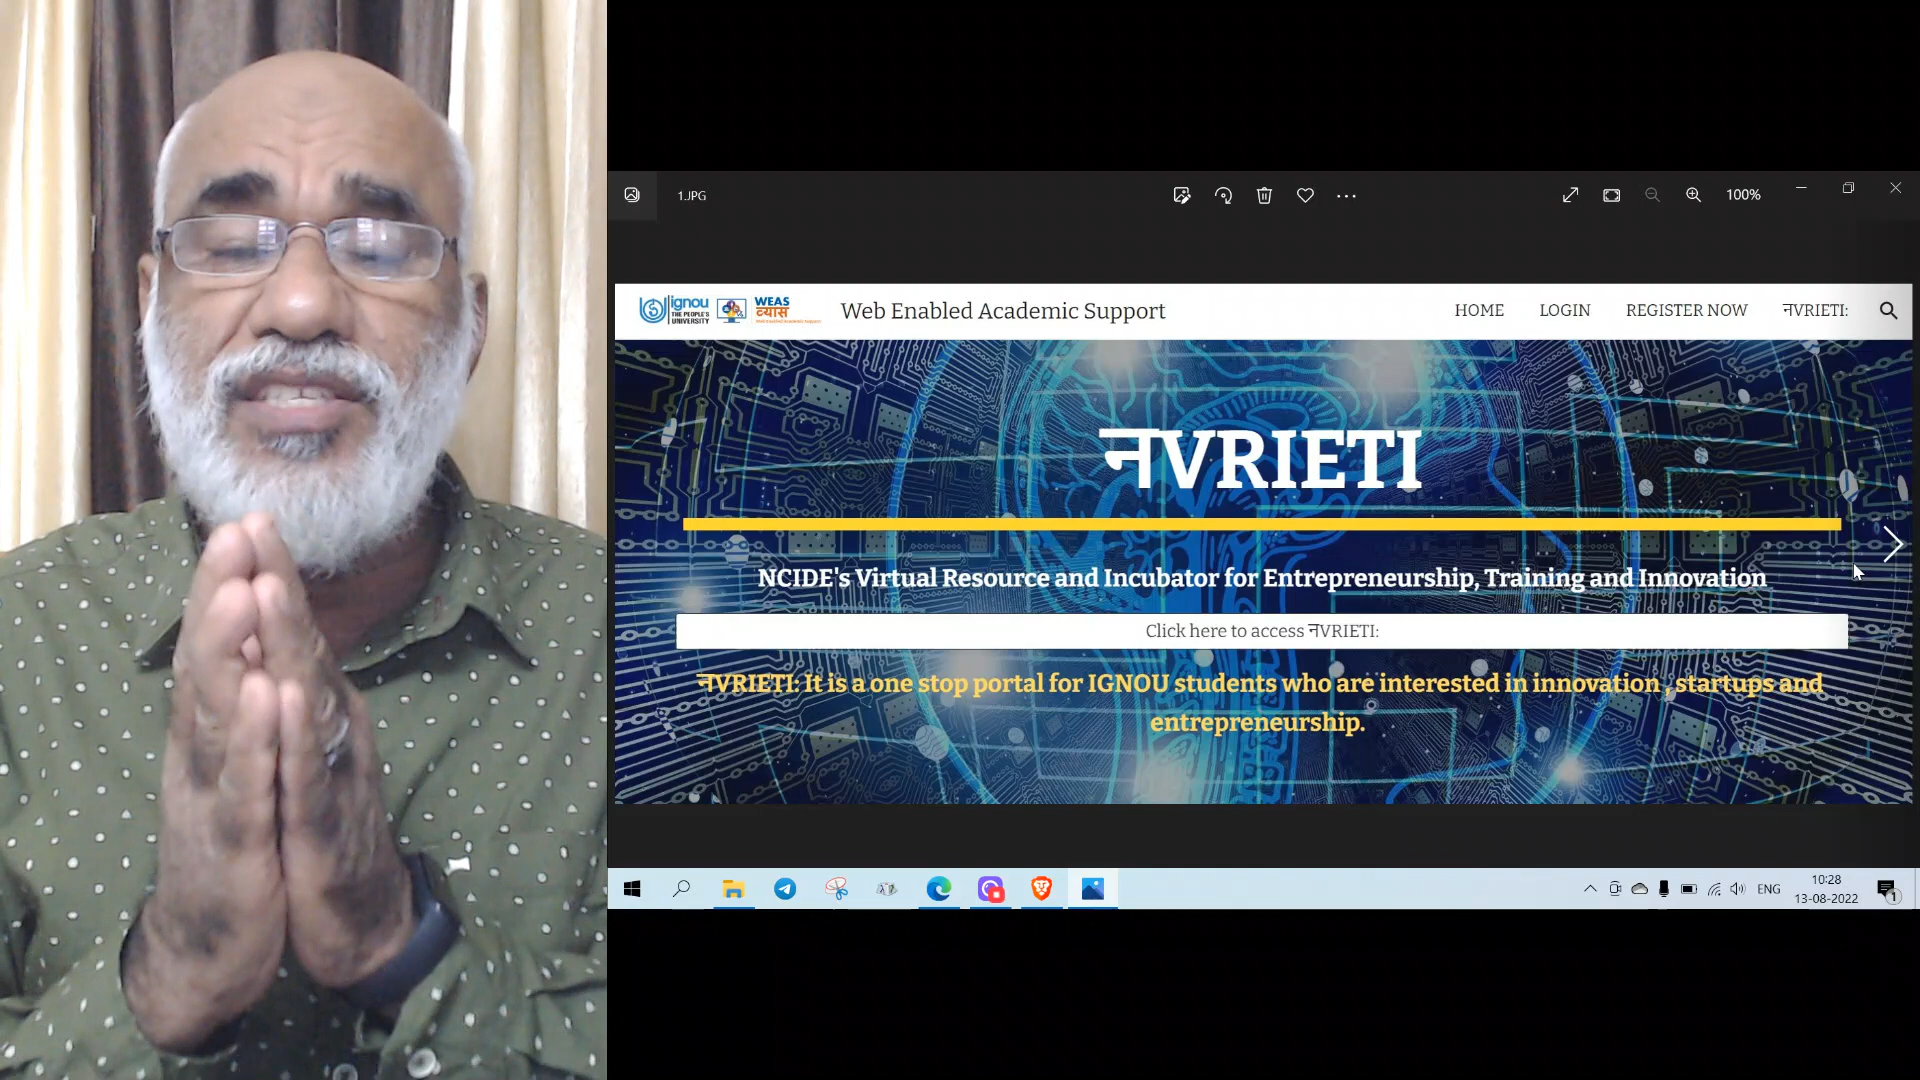 1.JPG
100%
ignou
THE PEOPLE'S
UNIVERSITY
WEAS
व्यास
Web Enabled Academic Support
HOME LOGIN REGISTER NOW नVRIETI:
नVRIETI
NCIDE's Virtual Resource and Incubator for Entrepreneurship, Training and Innovation
Click here to access नVRIETI:
नVRIETI: It is a one stop portal for IGNOU students who are interested in innovation , startups and
entrepreneurship.
ENG
10:28
13-08-2022
1